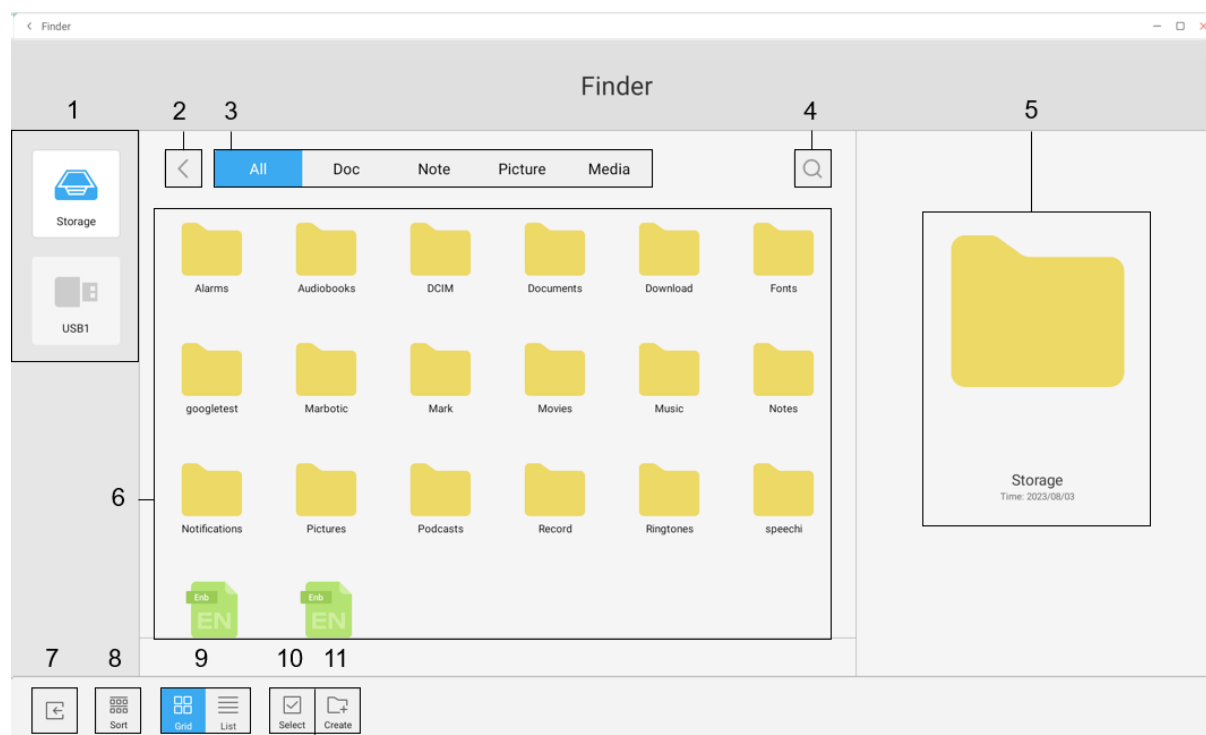 Finder
Finder
1 2 3 4 5
All Doc Note Picture Media
Storage
USB1
Alarms Audiobooks DCIM Documents Download Fonts
googletest Marbotic Mark Movies Music Notes
6
Notifications Pictures Podcasts Record Ringtones speechi
Enb Enb
EN EN
Storage
Time: 2023/08/03
7 8 9 10 11
Sort Grid List Select Create